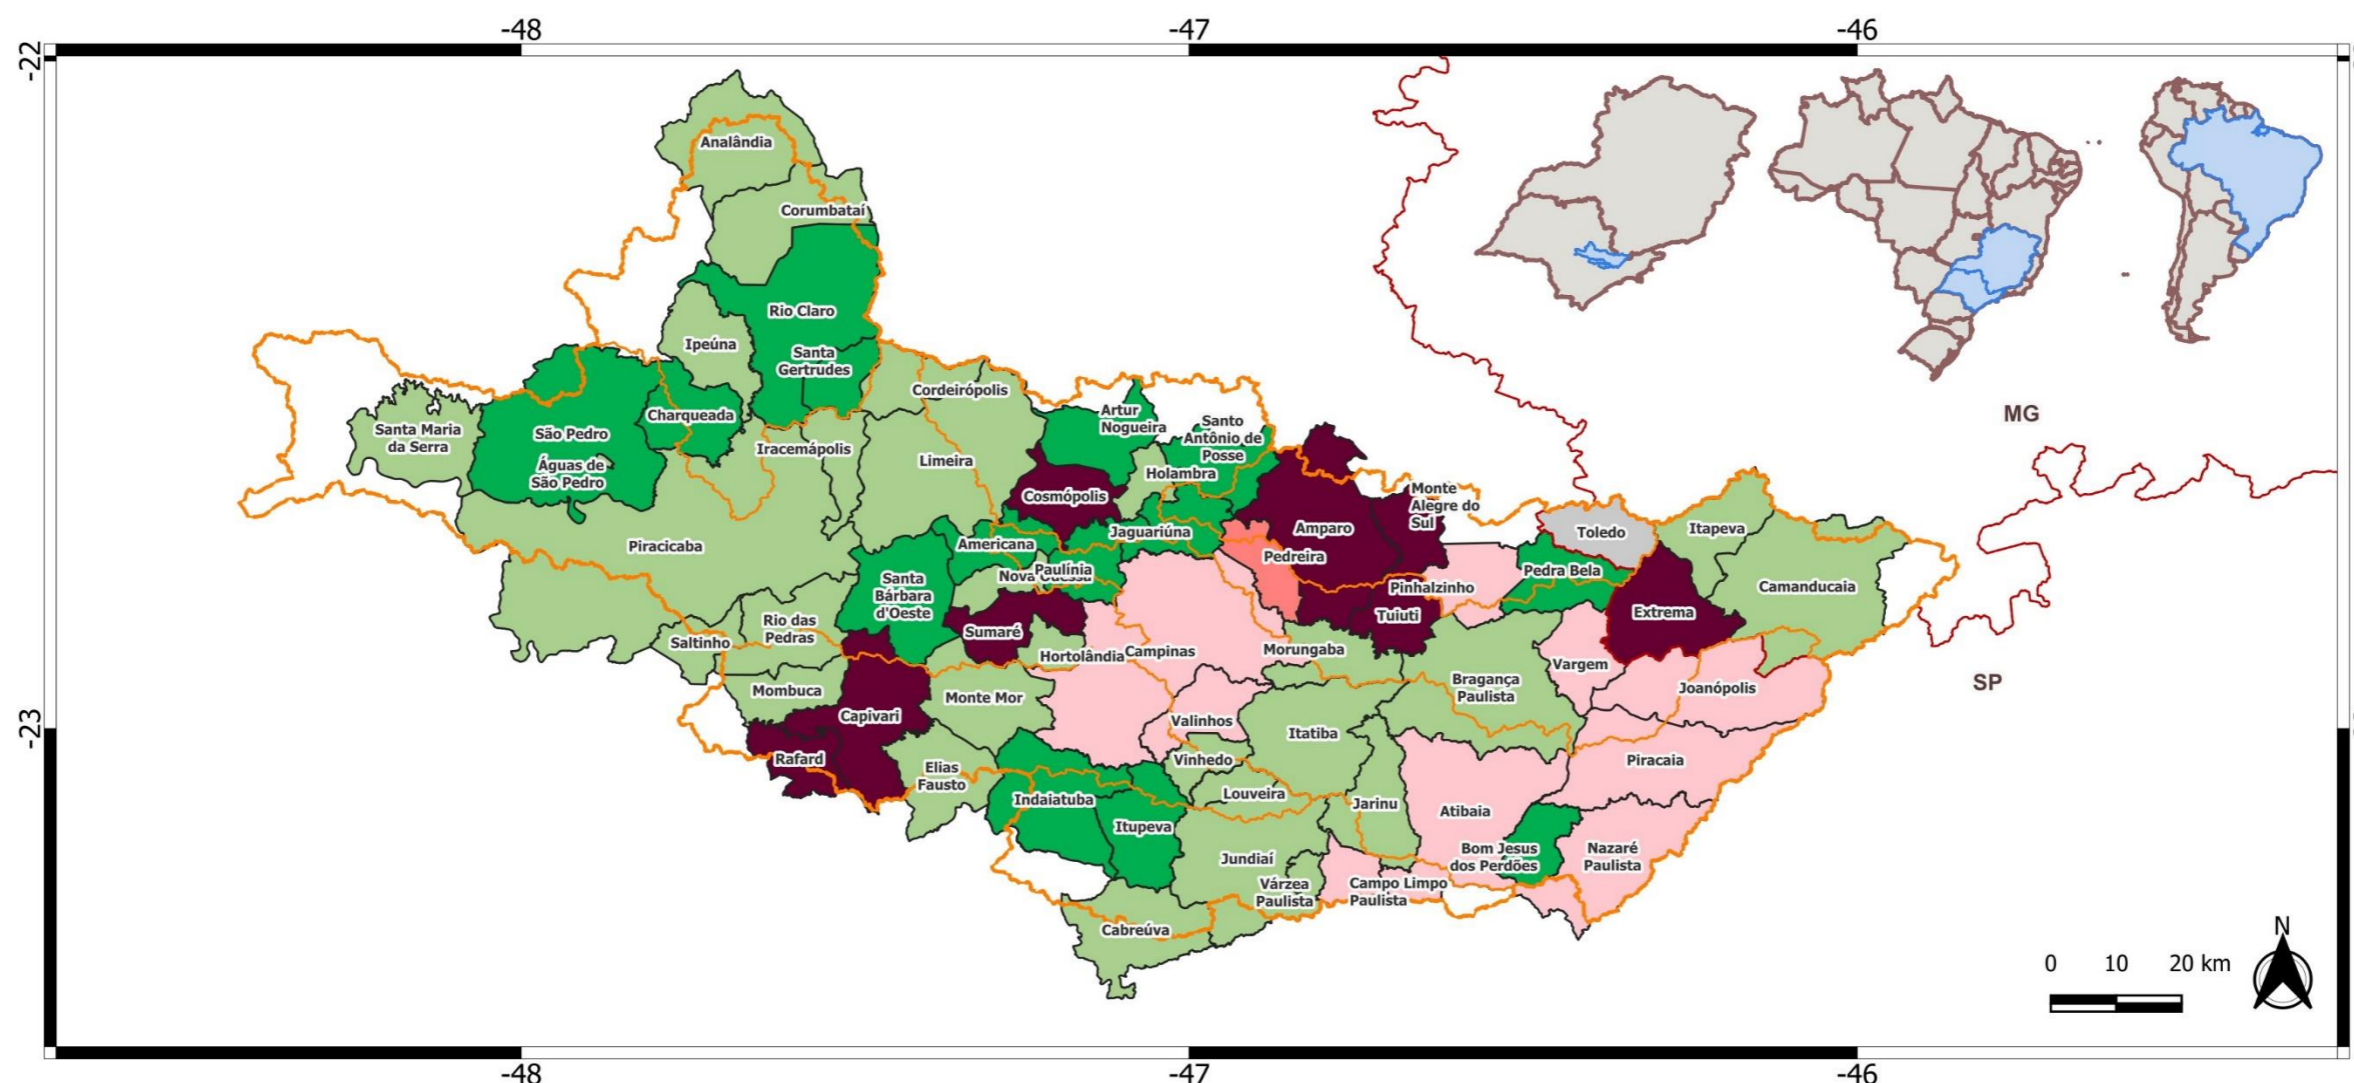 -48
-47
-46
-22
Analândia
Corumbataí
Rio Claro
Ipeúna
Santa
Gertrudes
Cordeirópolis
Charqueada
Artur
Nogueira
Santo
Antônio de
Posse
Santa Maria
da Serra
São Pedro
Águas de
São Pedro
Iracemápolis
Limeira
Holambra
Cosmópolis
Monte
Alegre do
Sul
MG
Amparo
Toledo
Itapeva
Piracicaba
Americana
Jaguariúna
Pedreira
Nova Odessa
Paulínia
Pedra Bela
Pinhalzinho
Camanducaia
Santa
Bárbara
d'Oeste
Tuiuti
Extrema
Rio das
Pedras
Sumaré
Saltinho
Hortolândia
Campinas
Morungaba
Vargem
SP
Mombuca
Monte Mor
Bragança
Paulista
Joanópolis
-23
Capivari
Valinhos
Itatiba
Rafard
Vinhedo
Piracaia
Elias
Fausto
Indaiatuba
Louveira
Jarinu
Atibaia
Itupeva
Jundiaí
Bom Jesus
dos Perdões
Nazaré
Paulista
Várzea
Paulista
Campo Limpo
Paulista
Cabreúva
N
0 10 20 km
-48
-47
-46